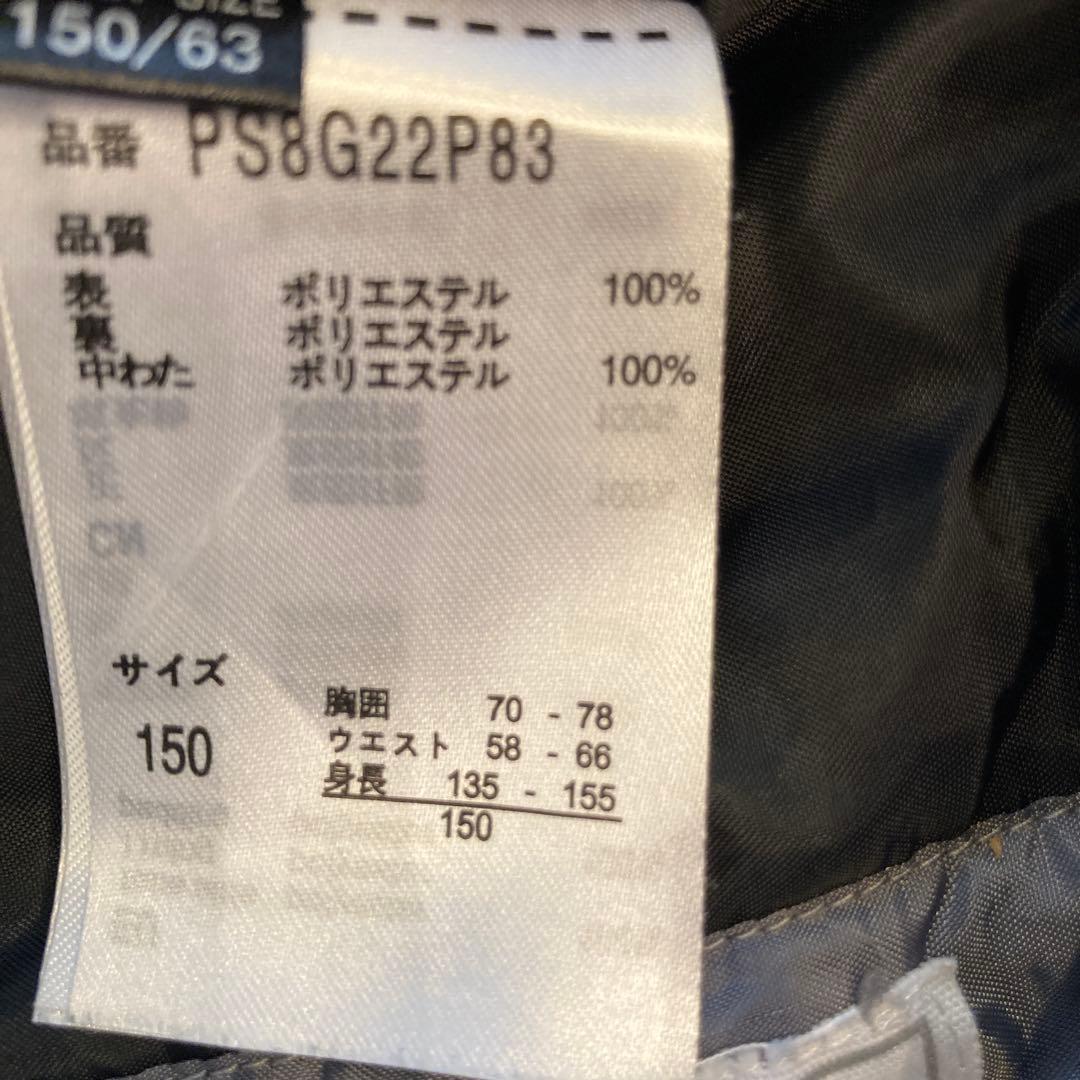 SIZE
150/63
品番 PS8G22P83
品質
表 ポリエステル 100%
裏 ポリエステル
中わた ポリエステル 100%
サイズ
150
胸囲 70 - 78
ウエスト 58 - 66
身長 135 - 155
150